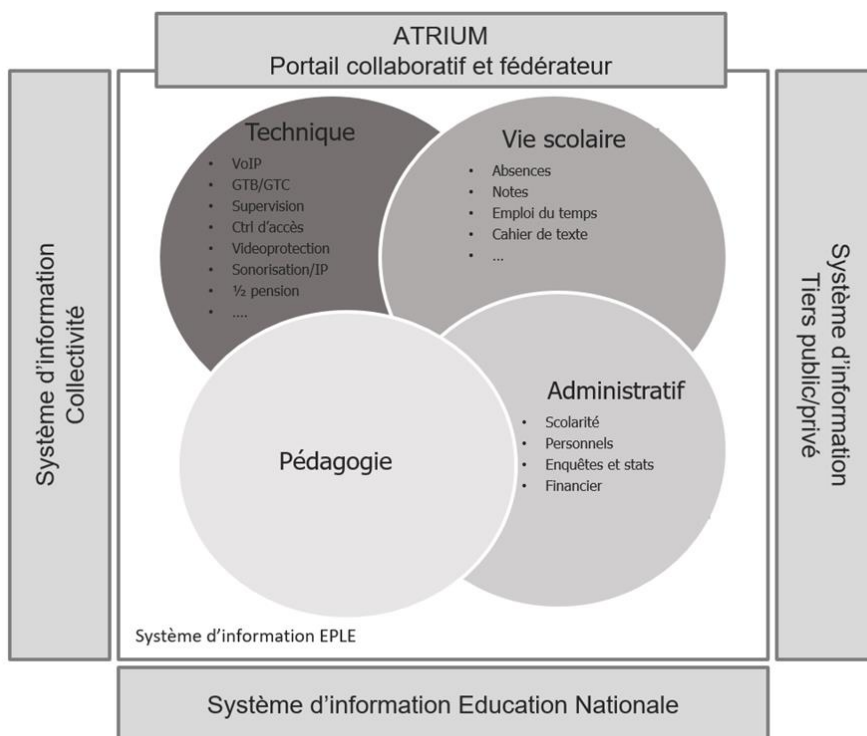 ATRIUM
Portail collaboratif et fédérateur
Système d'information
Collectivité
Technique
• VoIP
• GTB/GTC
• Supervision
• Ctrl d'accès
• Videoprotection
• Sonorisation/IP
• ½ pension
• ....
Vie scolaire
• Absences
• Notes
• Emploi du temps
• Cahier de texte
• ...
Pédagogie
Administratif
• Scolarité
• Personnels
• Enquêtes et stats
• Financier
Système d'information EPLE
Système d'information
Tiers public/privé
Système d'information Education Nationale